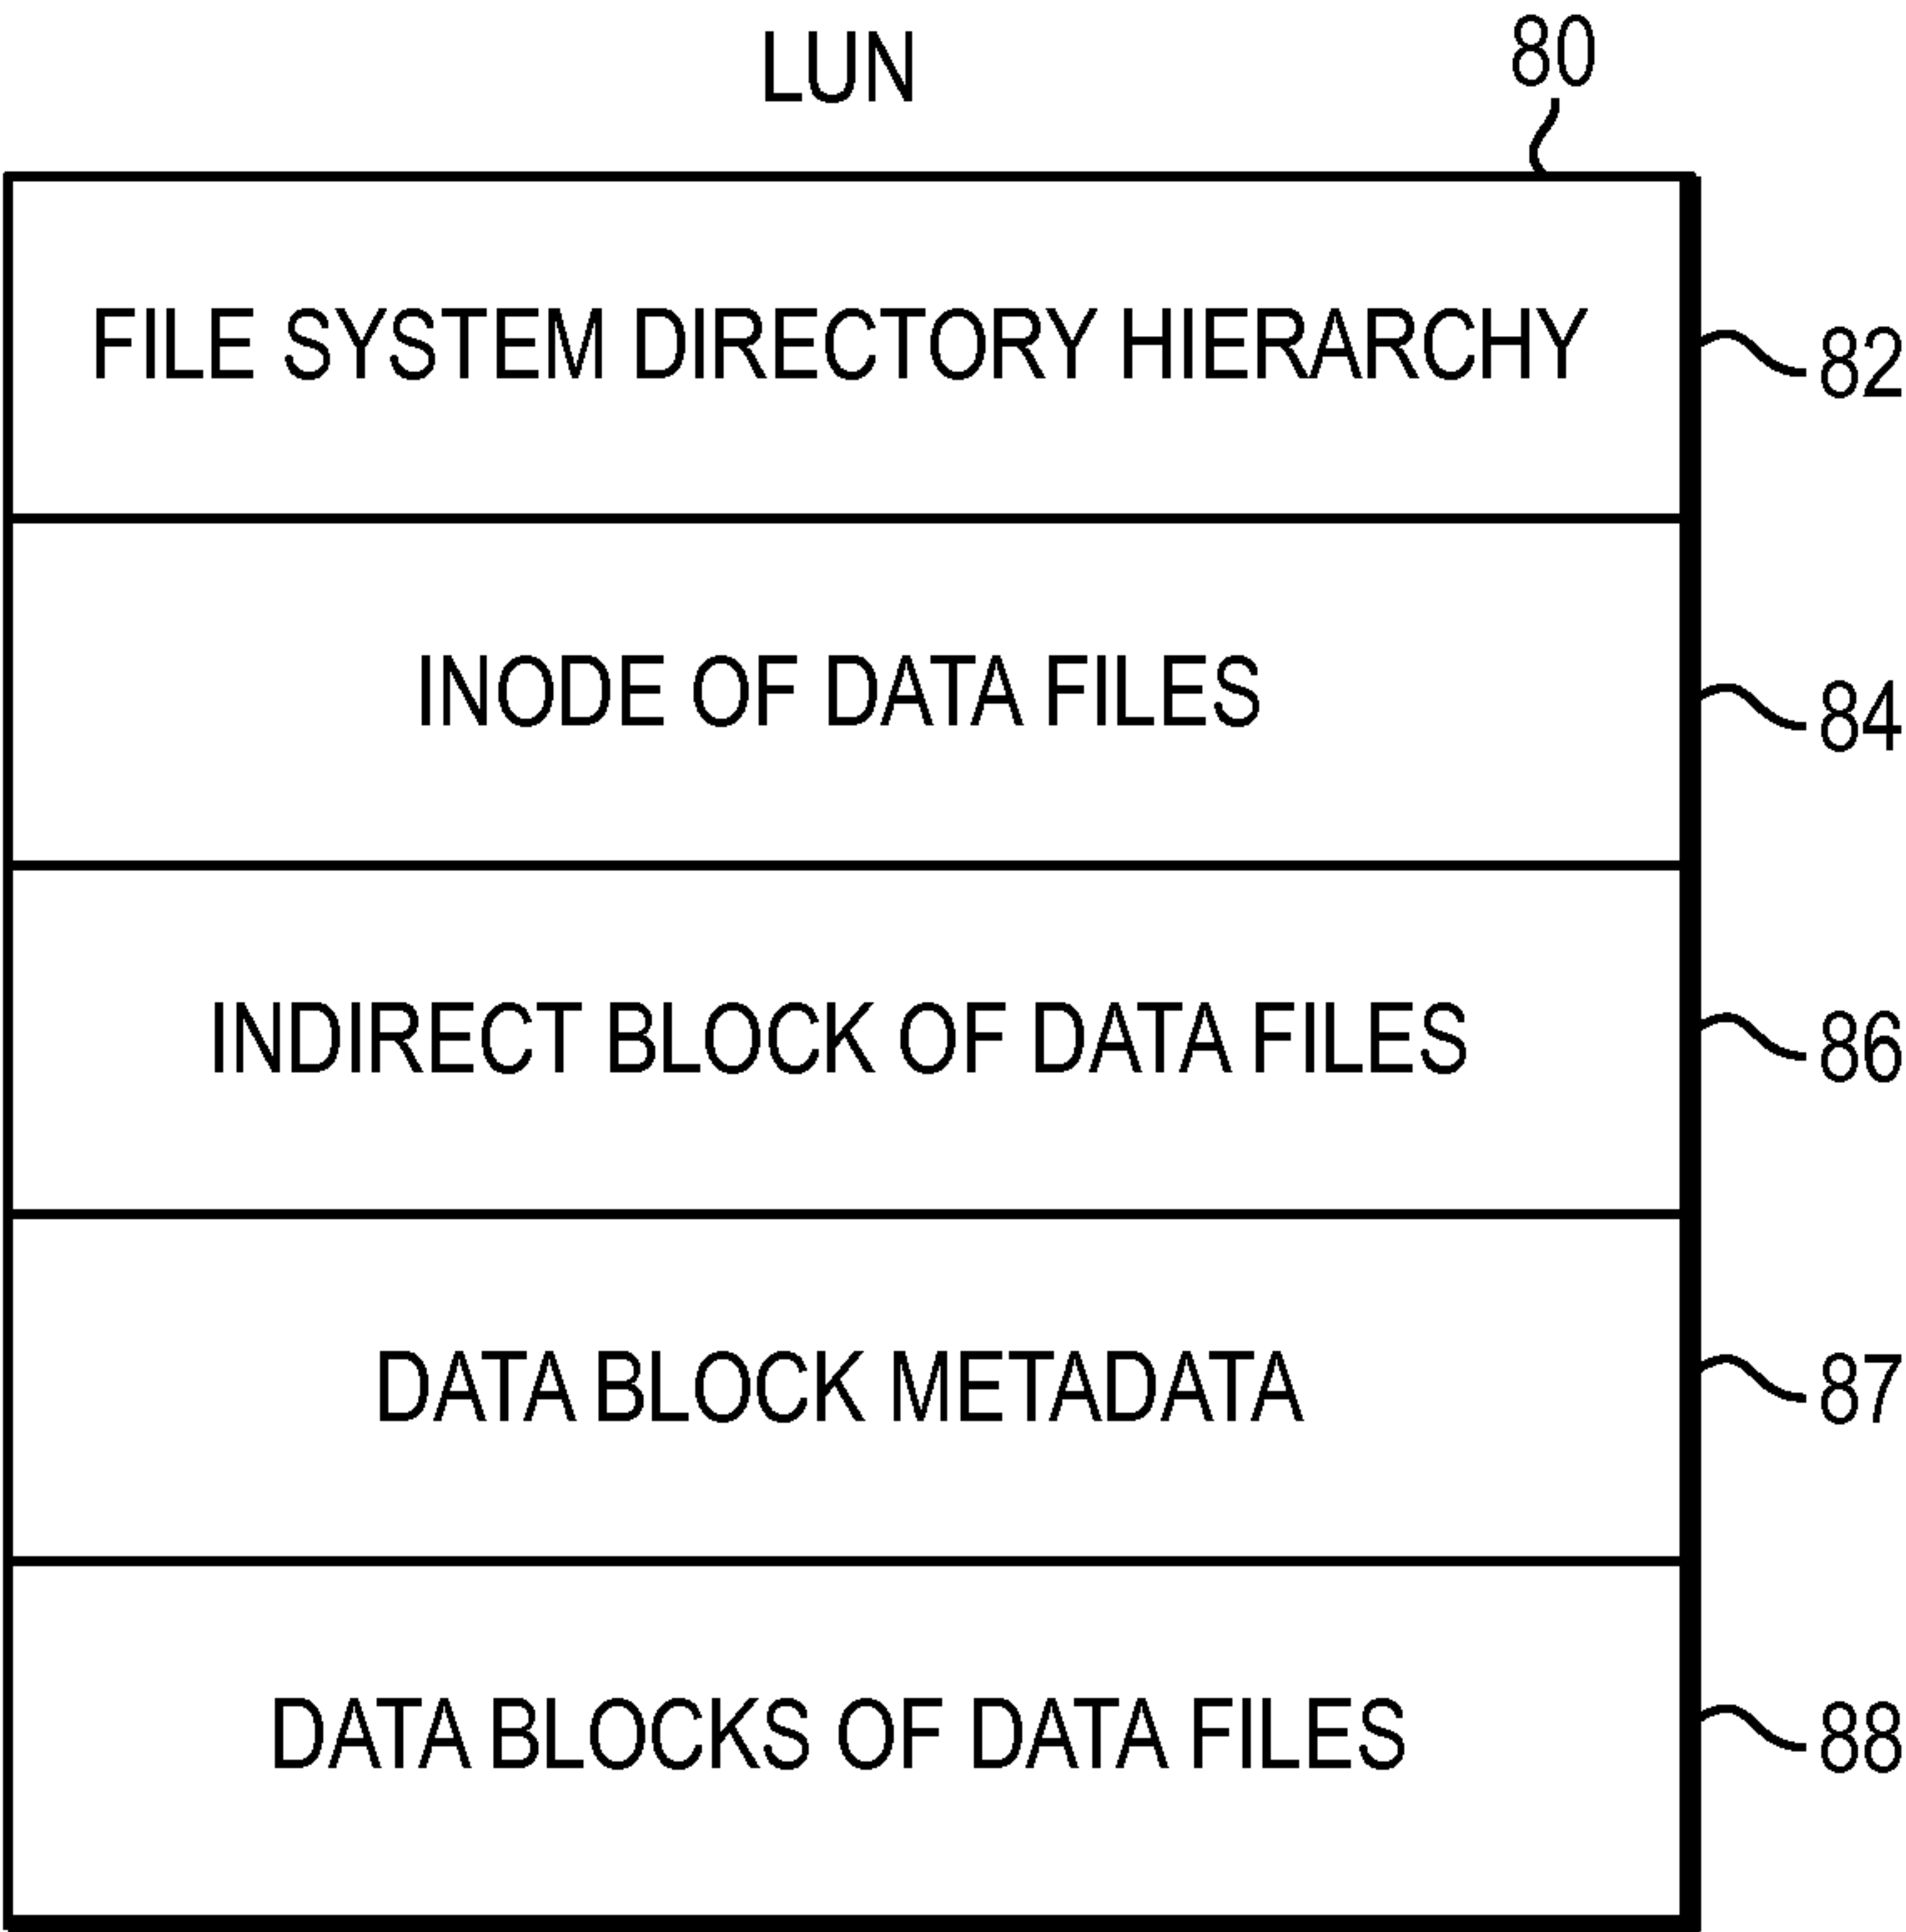 LUN
80
FILE SYSTEM DIRECTORY HIERARCHY
82
INODE OF DATA FILES
84
INDIRECT BLOCK OF DATA FILES
86
DATA BLOCK METADATA
87
DATA BLOCKS OF DATA FILES
88